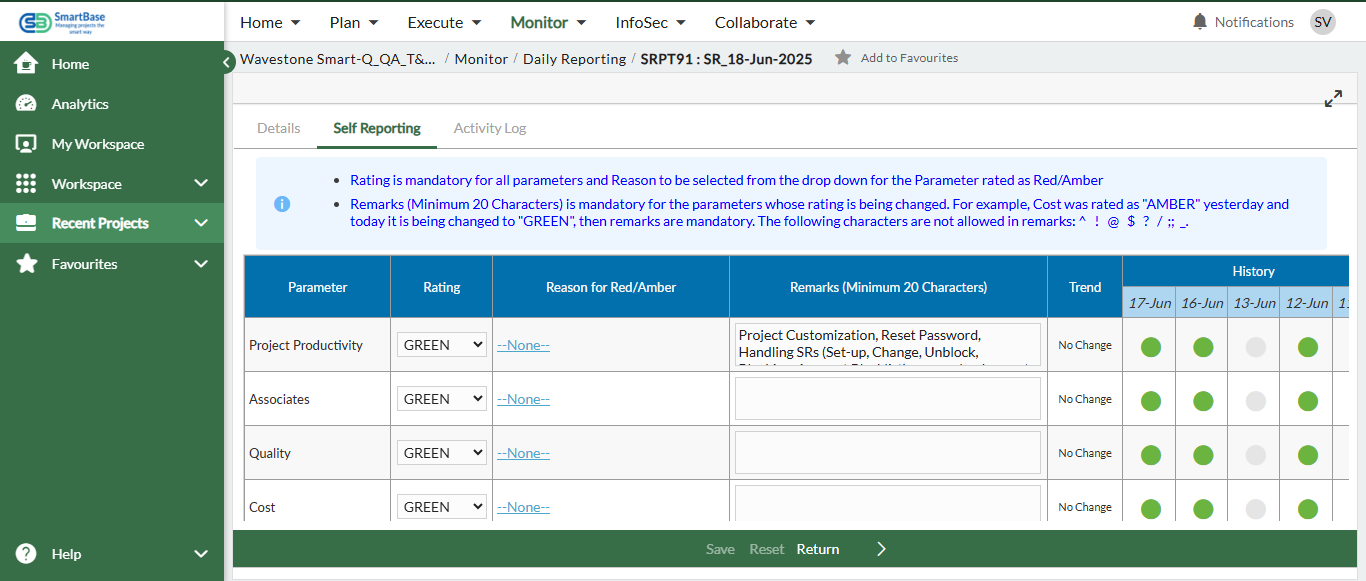 SmartBase
Managing projects the
smart way
Home Plan Execute Monitor InfoSec Collaborate Notifications SV
Wavestone Smart-Q_QA_T&... / Monitor / Daily Reporting / SRPT91 : SR_18-Jun-2025 Add to Favourites
Home
Analytics
My Workspace
Workspace
Recent Projects
Favourites
Help
Details Self Reporting Activity Log
Rating is mandatory for all parameters and Reason to be selected from the drop down for the Parameter rated as Red/Amber
Remarks (Minimum 20 Characters) is mandatory for the parameters whose rating is being changed. For example, Cost was rated as "AMBER" yesterday and
today it is being changed to "GREEN", then remarks are mandatory. The following characters are not allowed in remarks: ^ ! @ $ ? / ;; _.
Parameter Rating Reason for Red/Amber Remarks (Minimum 20 Characters) Trend History
17-Jun 16-Jun 13-Jun 12-Jun
Project Productivity GREEN --None-- Project Customization, Reset Password, No Change
Handling SRs (Set-up, Change, Unblock,
Associates GREEN --None-- No Change
Quality GREEN --None-- No Change
Cost GREEN --None-- No Change
Save Reset Return